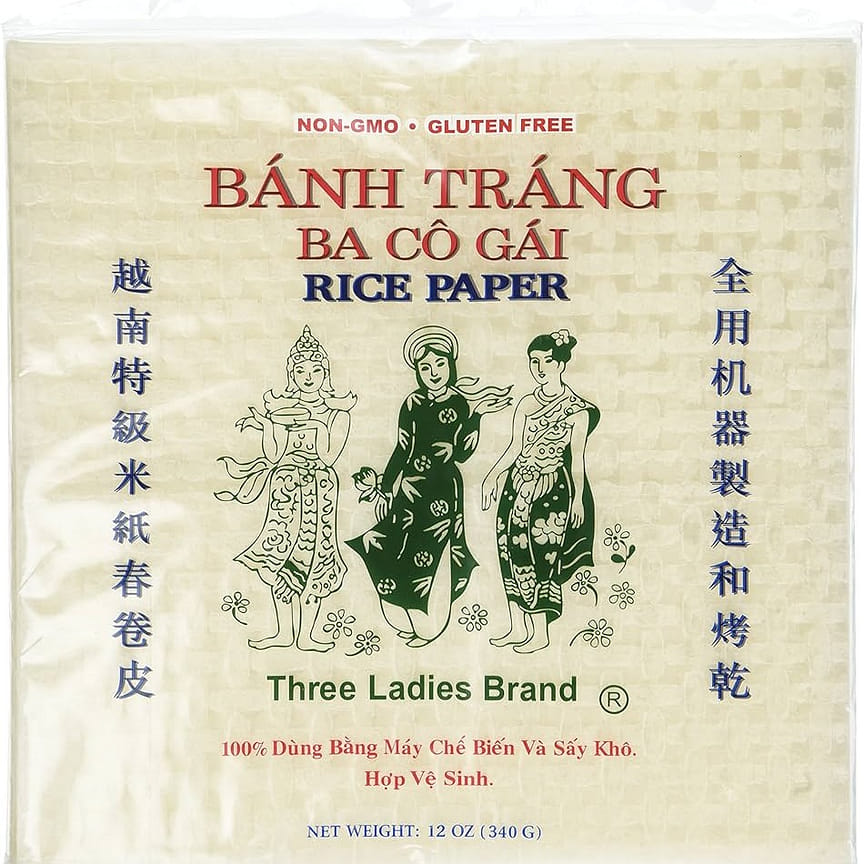 NON-GMO • GLUTEN FREE
BÁNH TRÁNG
BA CÔ GÁI
RICE PAPER
越南特級米紙春卷皮
全用机器製造和烤乾
Three Ladies Brand ®
100% Dùng Bằng Máy Chế Biến Và Sấy Khô.
Hợp Vệ Sinh.
NET WEIGHT: 12 OZ (340 G)